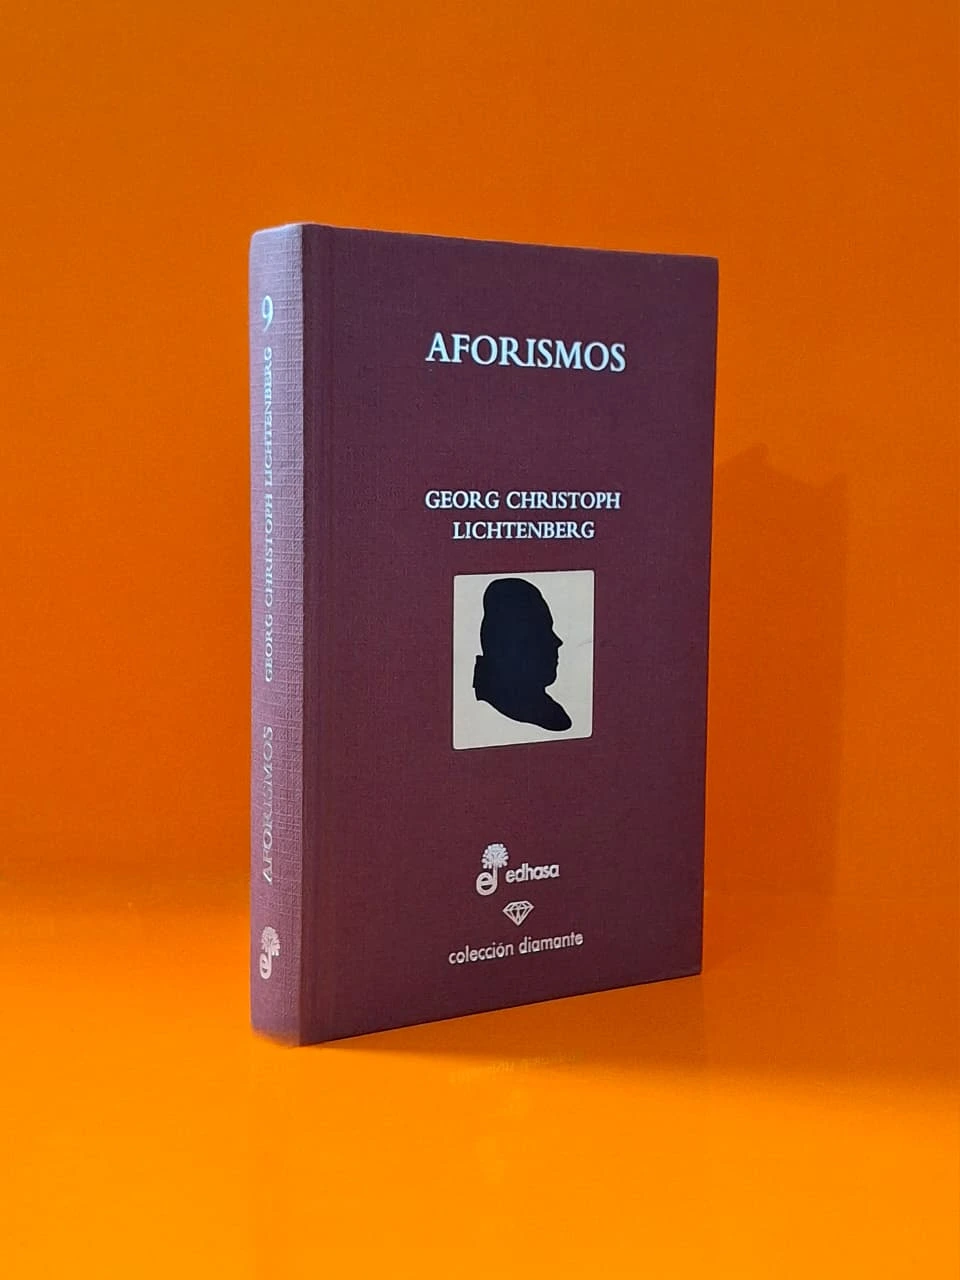 AFORISMOS
GEORG CHRISTOPH
LICHTENBERG
edhasa
colección diamante
AFORISMOS GEORG CHRISTOPH LICHTENBERG 9